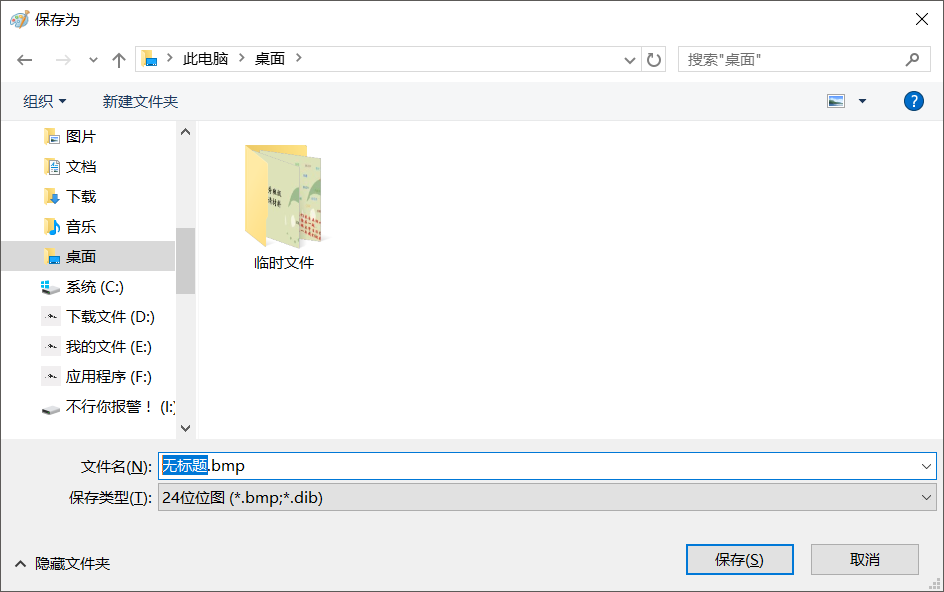 保存为
此电脑 桌面
搜索"桌面"
组织 新建文件夹
图片
文档
下载
音乐
桌面
系统 (C:)
下载文件 (D:)
我的文件 (E:)
应用程序 (F:)
不行你报警！ (I:)
临时文件
文件名(N): 无标题.bmp
保存类型(T): 24位位图 (*.bmp;*.dib)
隐藏文件夹
保存(S) 取消